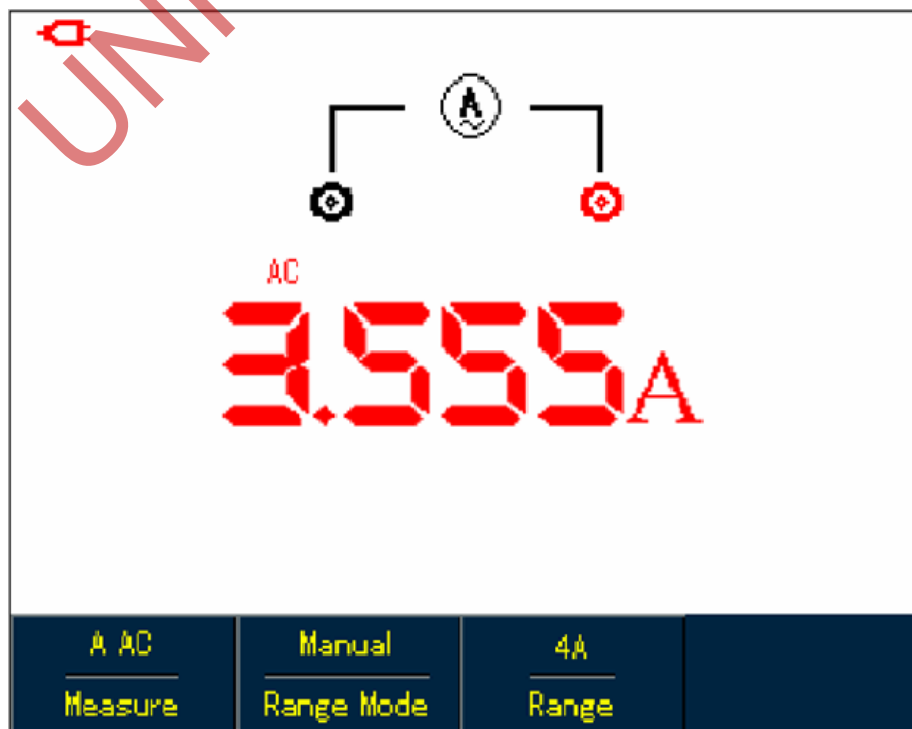 UNI
A
AC
3.555A
A AC
Measure
Manual
Range Mode
4A
Range